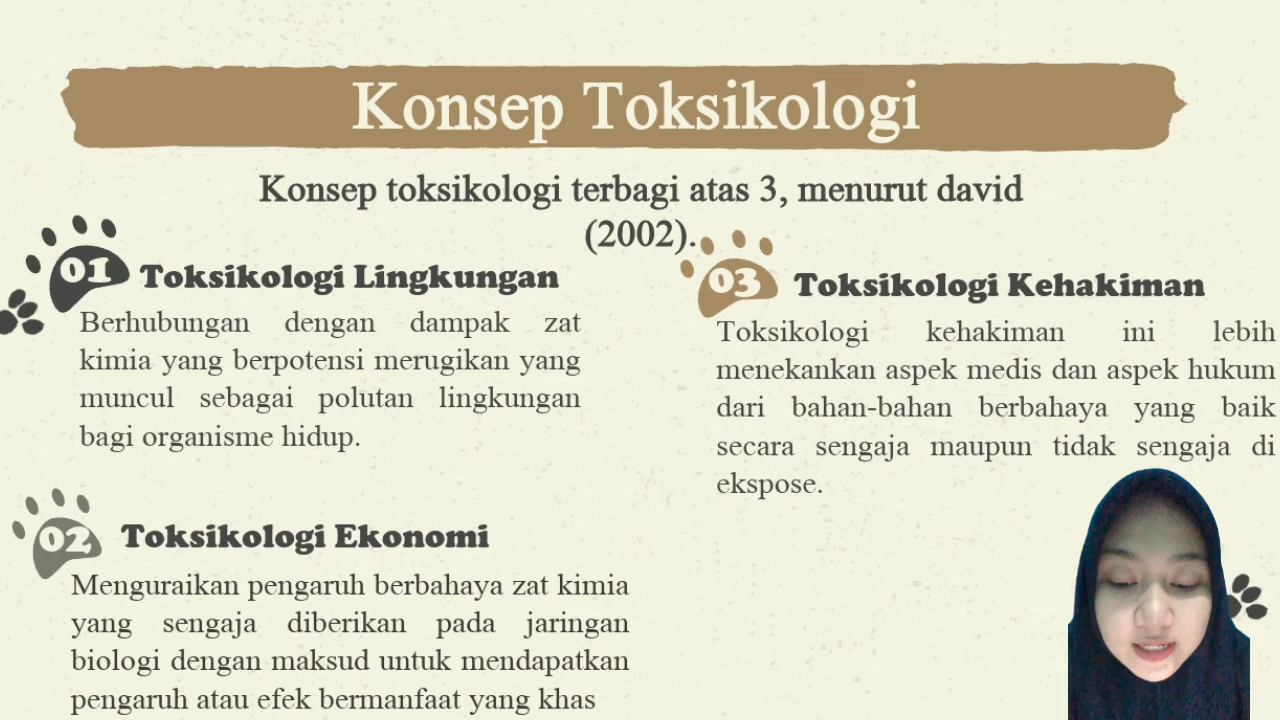 Konsep Toksikologi
Konsep toksikologi terbagi atas 3, menurut david
(2002).
01
Toksikologi Lingkungan
Berhubungan dengan dampak zat
kimia yang berpotensi merugikan yang
muncul sebagai polutan lingkungan
bagi organisme hidup.
02
Toksikologi Ekonomi
Menguraikan pengaruh berbahaya zat kimia
yang sengaja diberikan pada jaringan
biologi dengan maksud untuk mendapatkan
pengaruh atau efek bermanfaat yang khas
03
Toksikologi Kehakiman
Toksikologi kehakiman ini lebih
menekankan aspek medis dan aspek hukum
dari bahan-bahan berbahaya yang baik
secara sengaja maupun tidak sengaja di
ekspose.